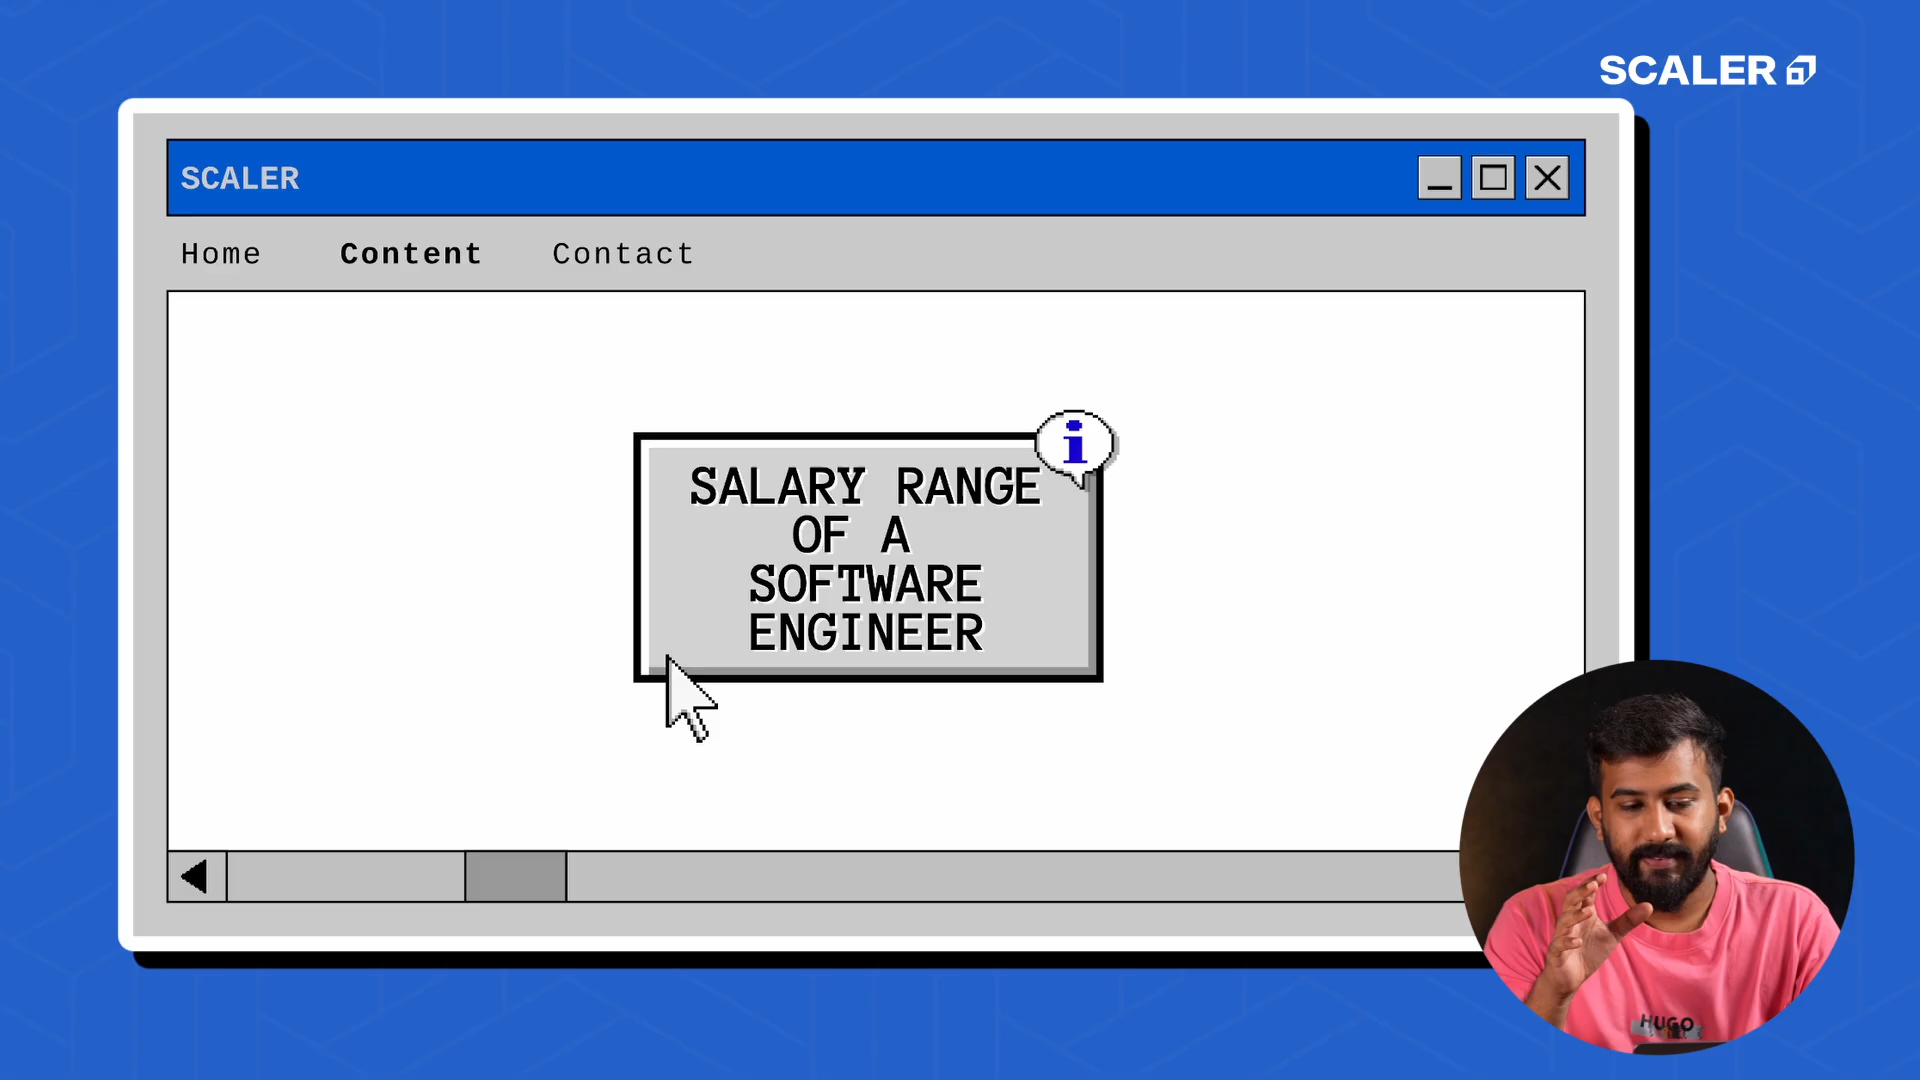 SCALER
SCALER
Home Content Contact
i
SALARY RANGE
OF A
SOFTWARE
ENGINEER
HUGO